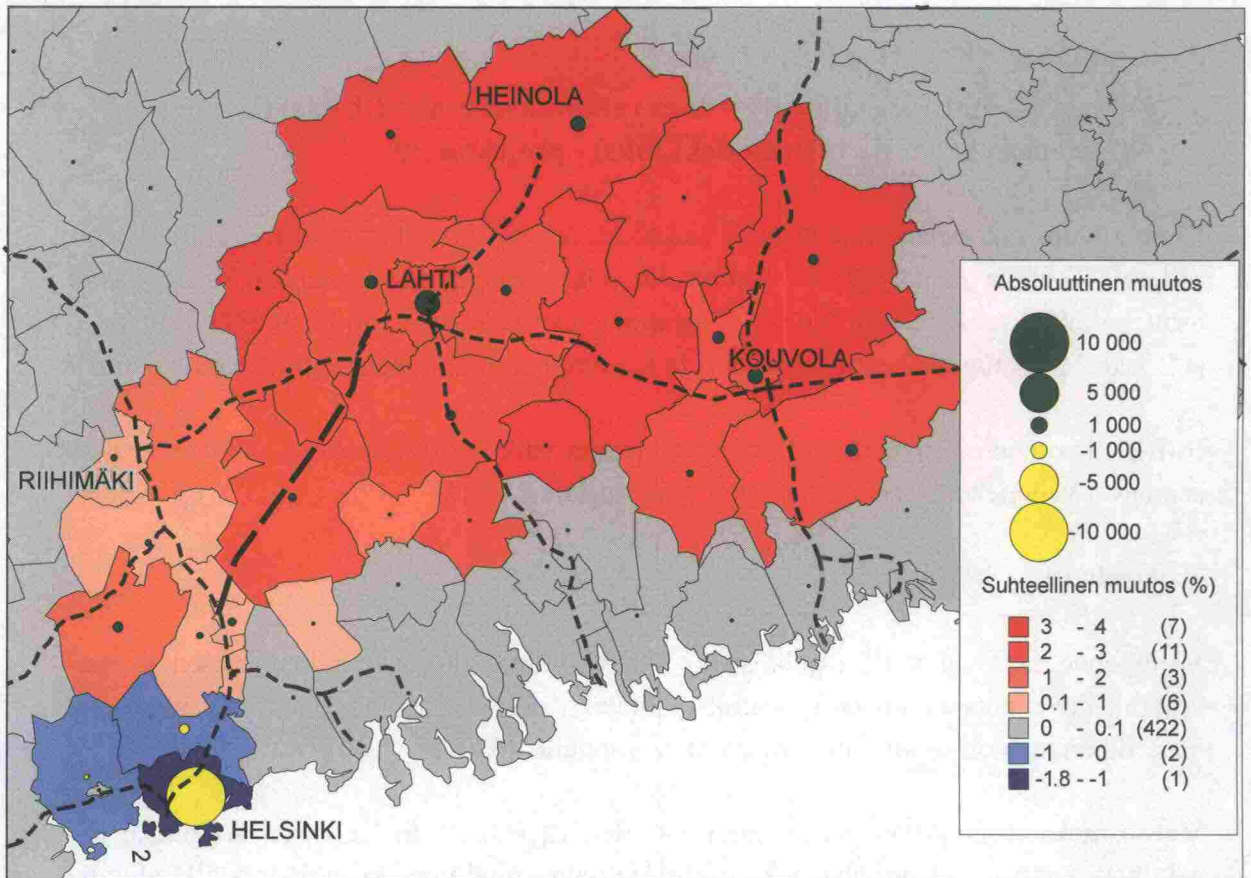 HEINOLA
LAHTI
KOUVOLA
RIIHIMÄKI
HELSINKI
2
Absoluuttinen muutos
10 000
5 000
1 000
-1 000
-5 000
-10 000
Suhteellinen muutos (%)
3 - 4 (7)
2 - 3 (11)
1 - 2 (3)
0.1 - 1 (6)
0 - 0.1 (422)
-1 - 0 (2)
-1.8 - -1 (1)